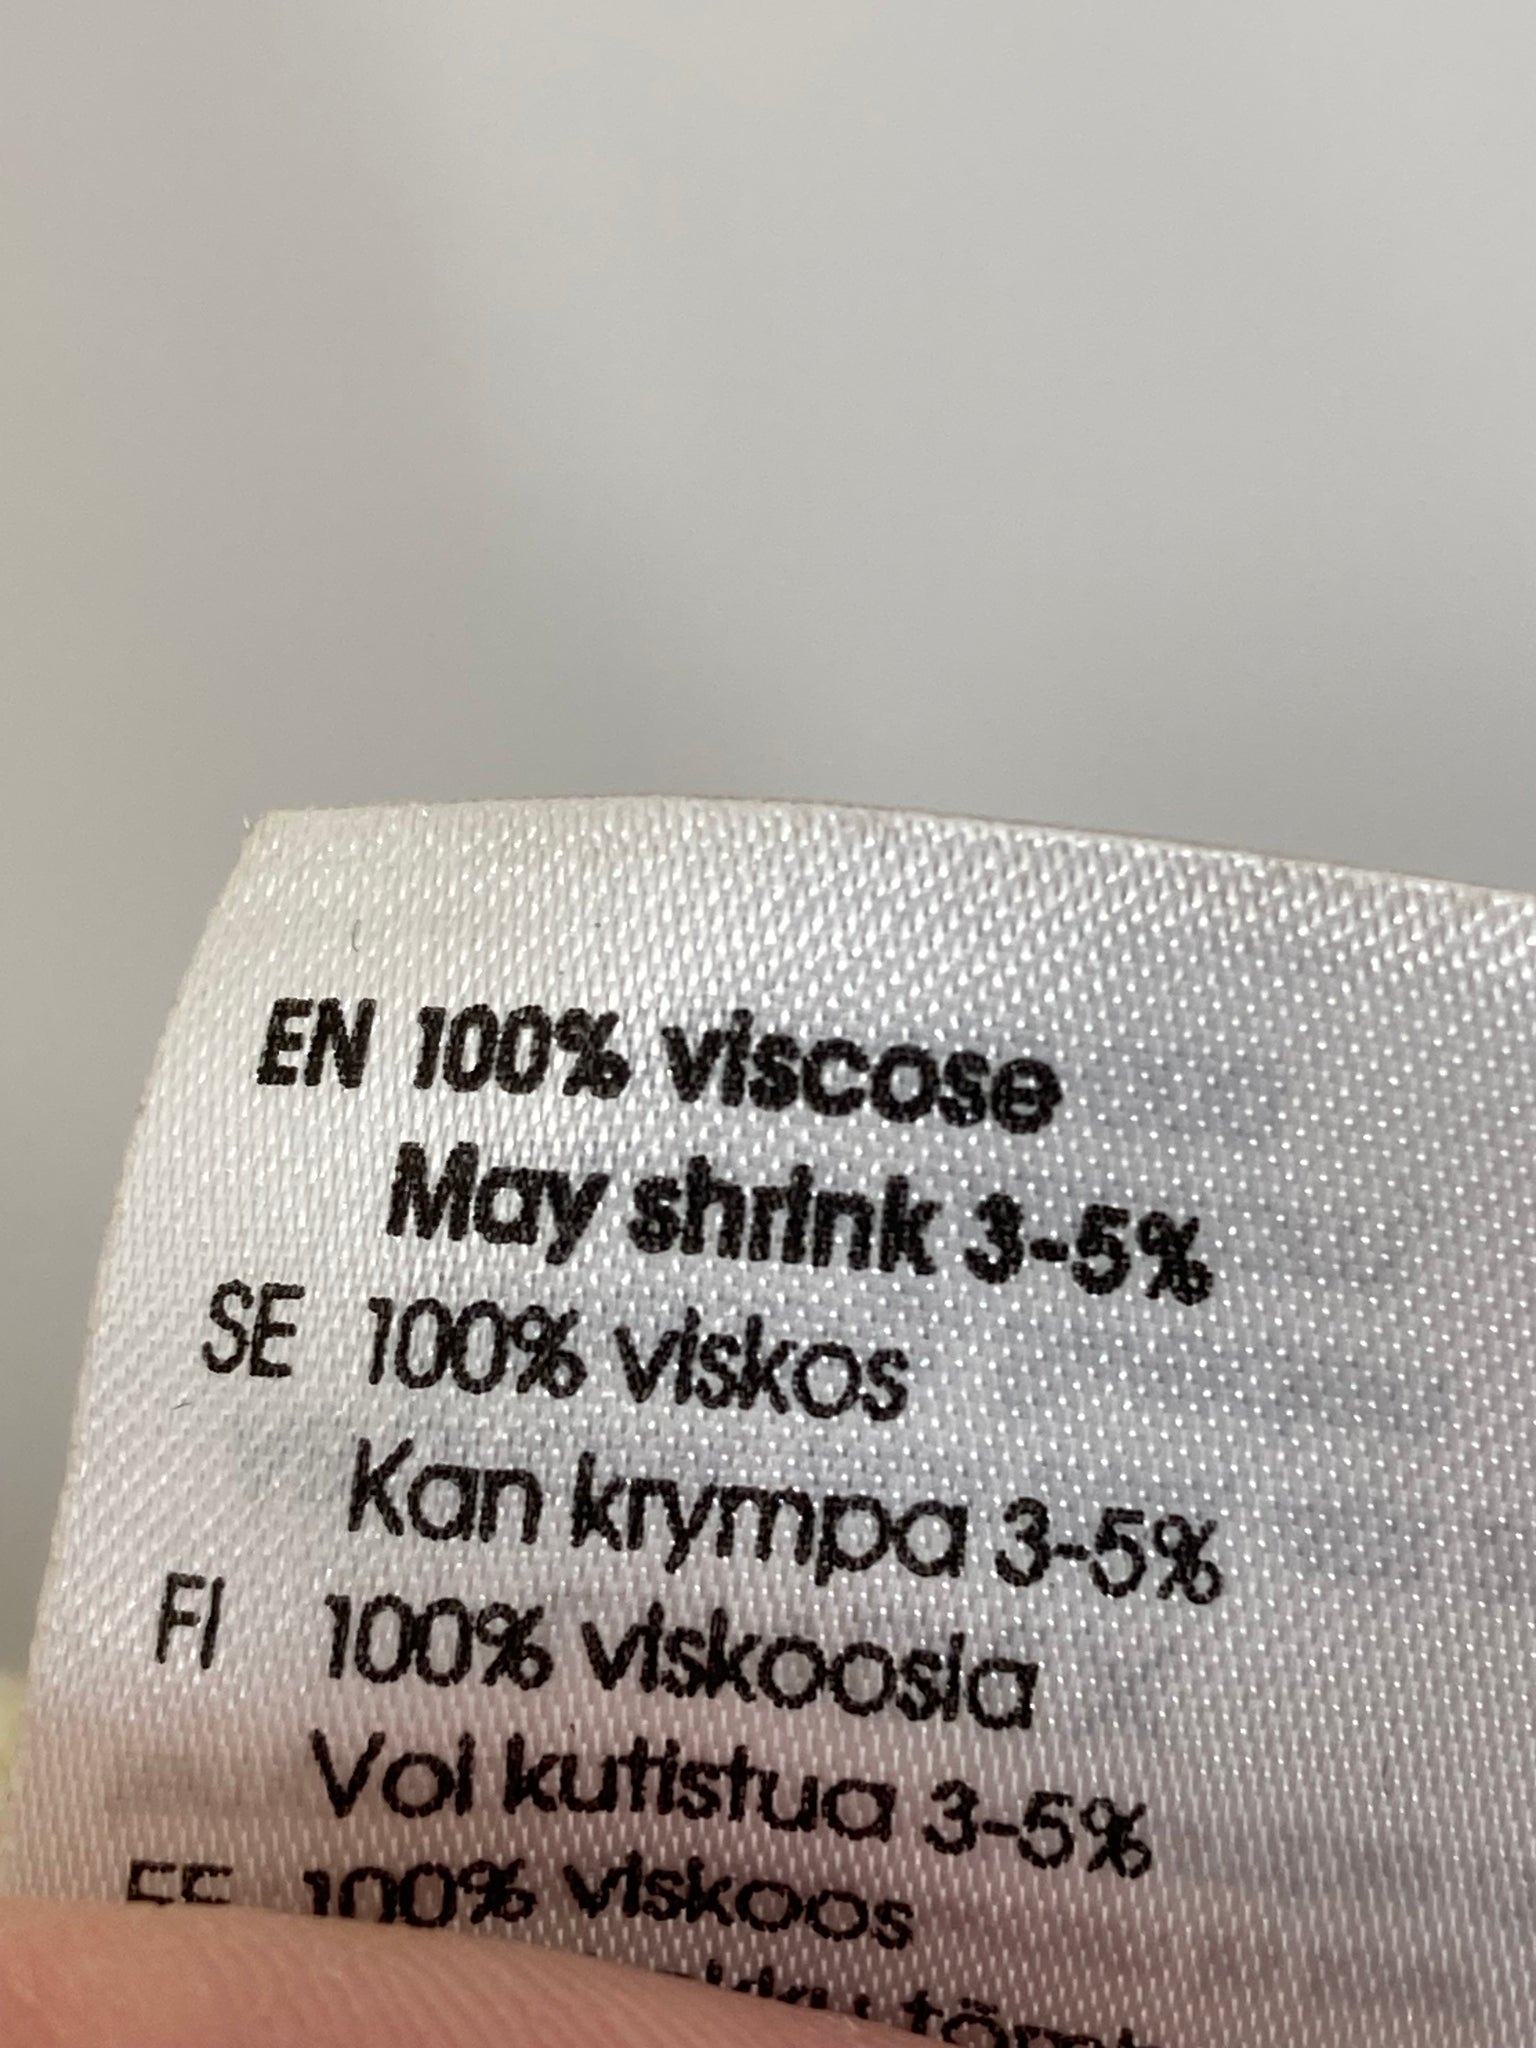 EN 100% viscose
May shrink 3-5%
SE 100% viskos
Kan krympa 3-5%
FI 100% viskoosia
Voi kutistua 3-5%
EE 100% viskoos